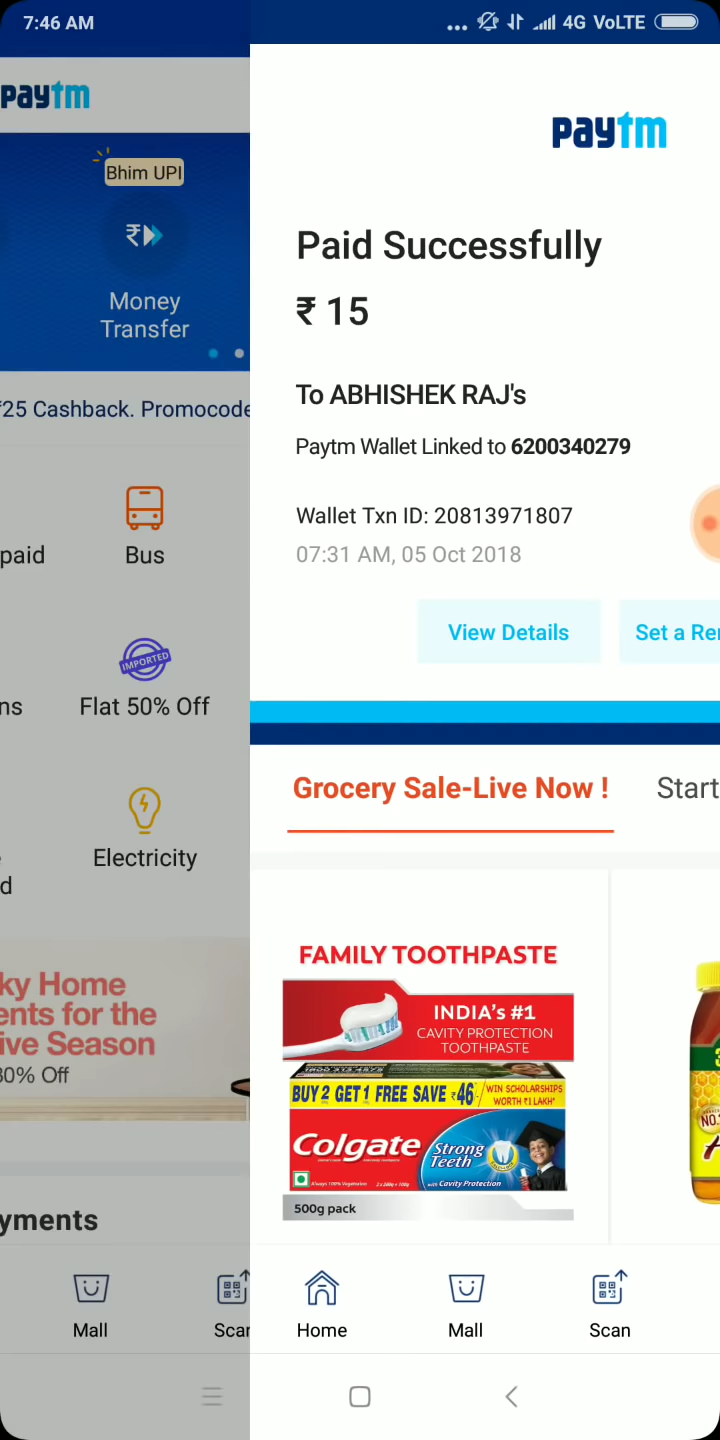 7:46 AM
... 4G VoLTE
paytm
Bhim UPI
₹
Money
Transfer
₹25 Cashback. Promocode
paid
Bus
IMPORTED
ns
Flat 50% Off
Electricity
d
ky Home
ents for the
ive Season
30% Off
yments
Mall
Scan
paytm
Paid Successfully
₹ 15
To ABHISHEK RAJ's
Paytm Wallet Linked to 6200340279
Wallet Txn ID: 20813971807
07:31 AM, 05 Oct 2018
View Details
Set a Re
Grocery Sale-Live Now !
Start
FAMILY TOOTHPASTE
INDIA's #1
CAVITY PROTECTION
TOOTHPASTE
BUY 2 GET 1 FREE SAVE ₹46
WIN SCHOLARSHIPS
WORTH ₹1 LAKH*
Colgate
Strong
Teeth
Always 100% Vegetarian
with Cavity Protection
500g pack
NO.
Home
Mall
Scan